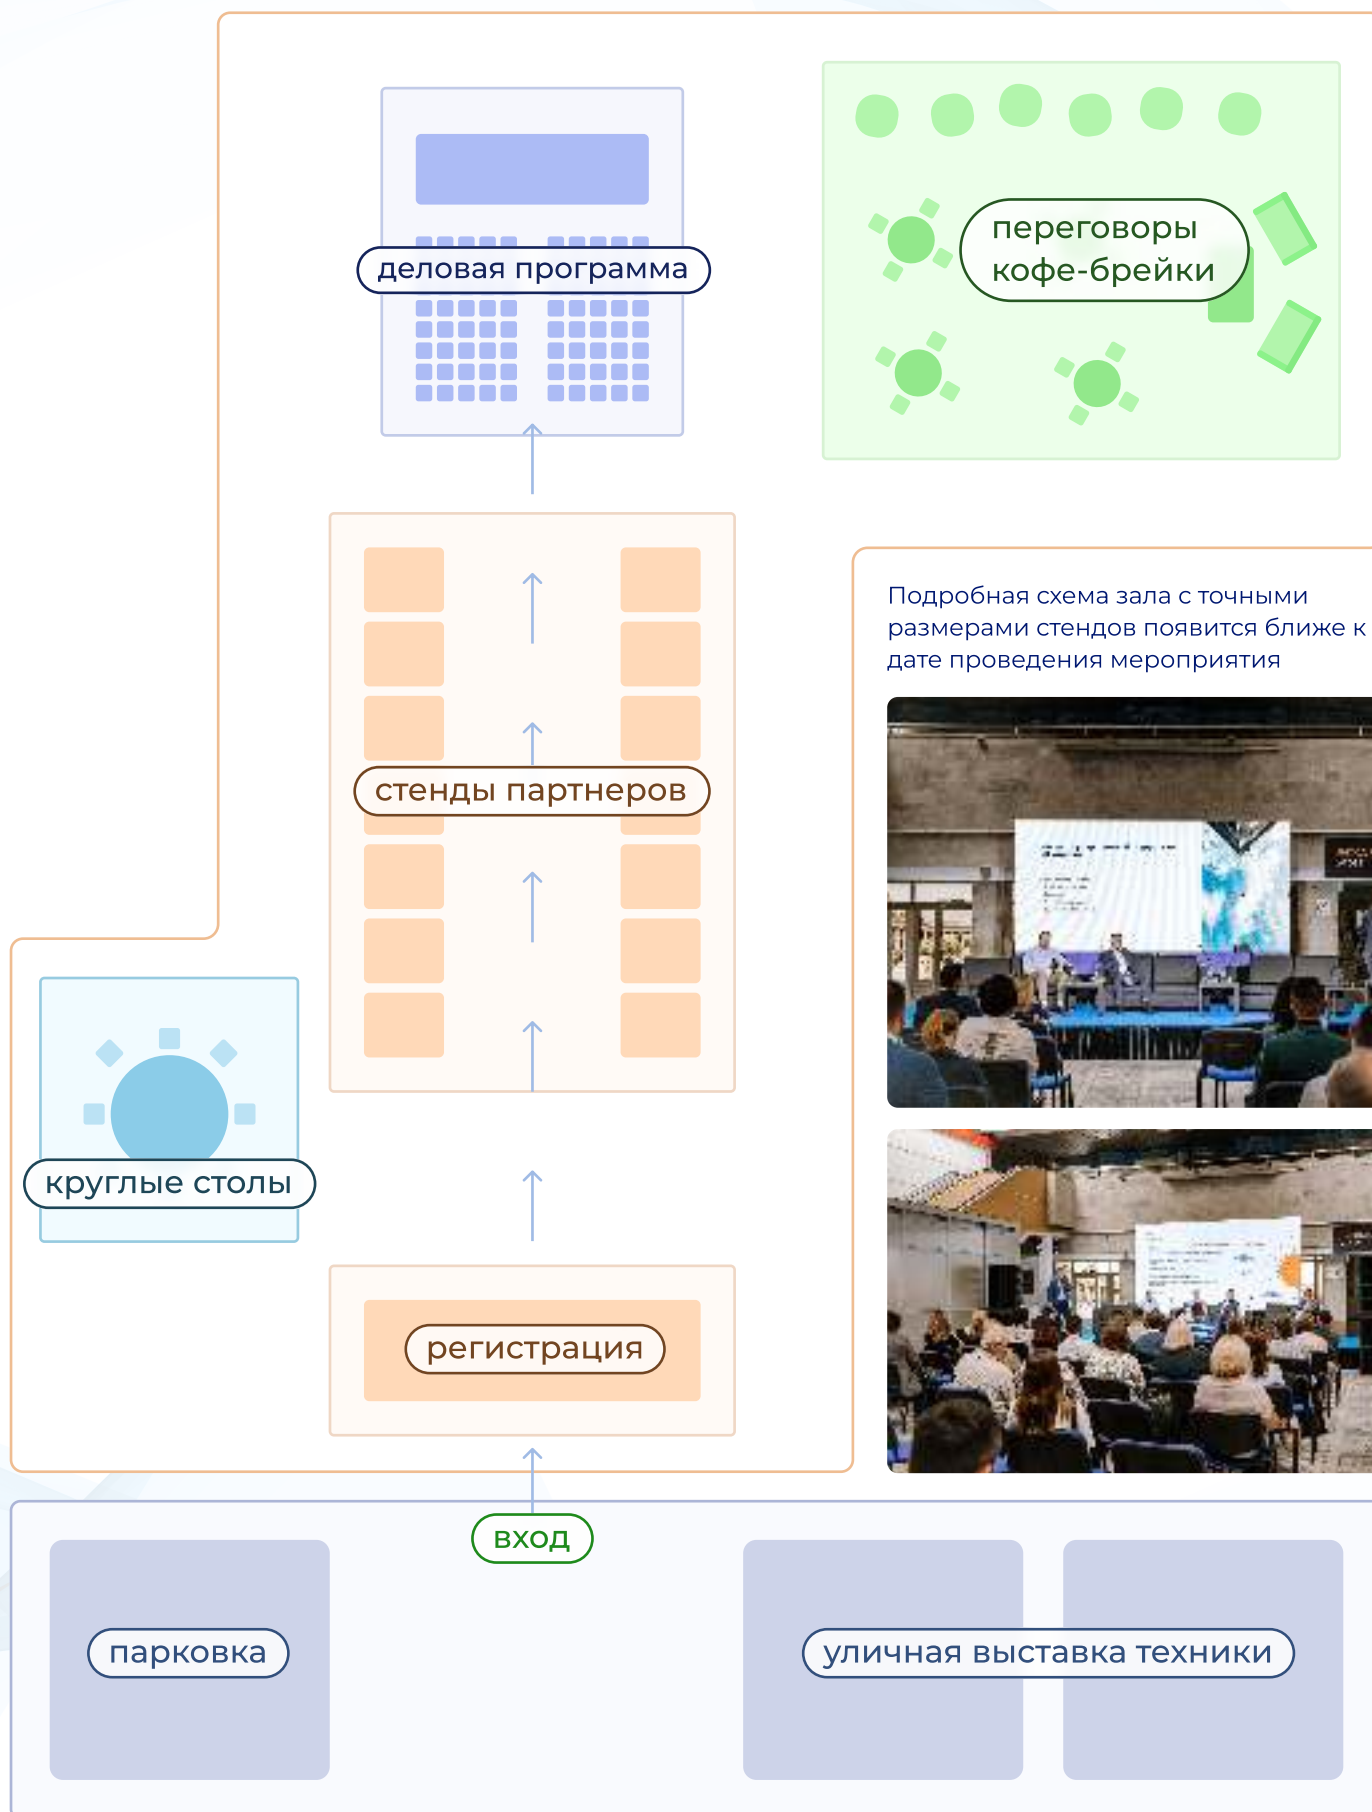 деловая программа
переговоры
кофе-брейки
Подробная схема зала с точными
размерами стендов появится ближе к
дате проведения мероприятия
стенды партнеров
круглые столы
регистрация
вход
парковка
уличная выставка техники